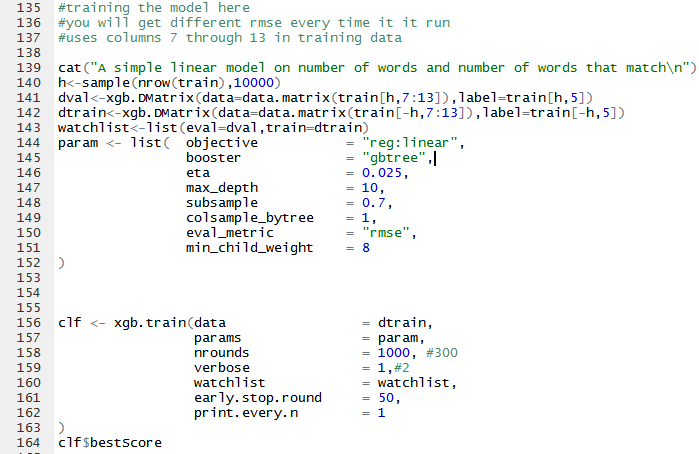 135 #training the model here
136 #you will get different rmse every time it it run
137 #uses columns 7 through 13 in training data
138
139 cat("A simple linear model on number of words and number of words that match\n")
140 h<-sample(nrow(train),10000)
141 dval<-xgb.DMatrix(data=data.matrix(train[h,7:13]),label=train[h,5])
142 dtrain<-xgb.DMatrix(data=data.matrix(train[-h,7:13]),label=train[-h,5])
143 watchlist<-list(eval=dval,train=dtrain)
144 param <- list(  objective           = "reg:linear",
145                 booster             = "gbtree",
146                 eta                 = 0.025,
147                 max_depth           = 10,
148                 subsample           = 0.7,
149                 colsample_bytree    = 1,
150                 eval_metric         = "rmse",
151                 min_child_weight    = 8
152 )
153
154
155
156 clf <- xgb.train(data                 = dtrain,
157                  params               = param,
158                  nrounds              = 1000, #300
159                  verbose              = 1,#2
160                  watchlist            = watchlist,
161                  early.stop.round     = 50,
162                  print.every.n        = 1
163 )
164 clf$bestScore